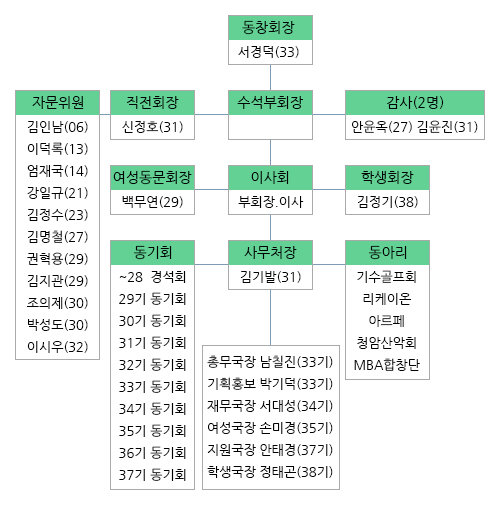 동창회장
서경덕(33)
자문위원
김인남(06)
이덕록(13)
엄재국(14)
강일규(21)
김정수(23)
김명철(27)
권혁용(29)
김지관(29)
조의제(30)
박성도(30)
이시우(32)
직전회장
신정호(31)
수석부회장
감사(2명)
안윤옥(27) 김윤진(31)
여성동문회장
백무연(29)
이사회
부회장.이사
학생회장
김정기(38)
동기회
~28 경석회
29기 동기회
30기 동기회
31기 동기회
32기 동기회
33기 동기회
34기 동기회
35기 동기회
36기 동기회
37기 동기회
사무처장
김기발(31)
총무국장 남칠진(33기)
기획홍보 박기덕(33기)
재무국장 서대성(34기)
여성국장 손미경(35기)
지원국장 안태경(37기)
학생국장 정태곤(38기)
동아리
기수골프회
리케이온
아르페
청암산악회
MBA합창단